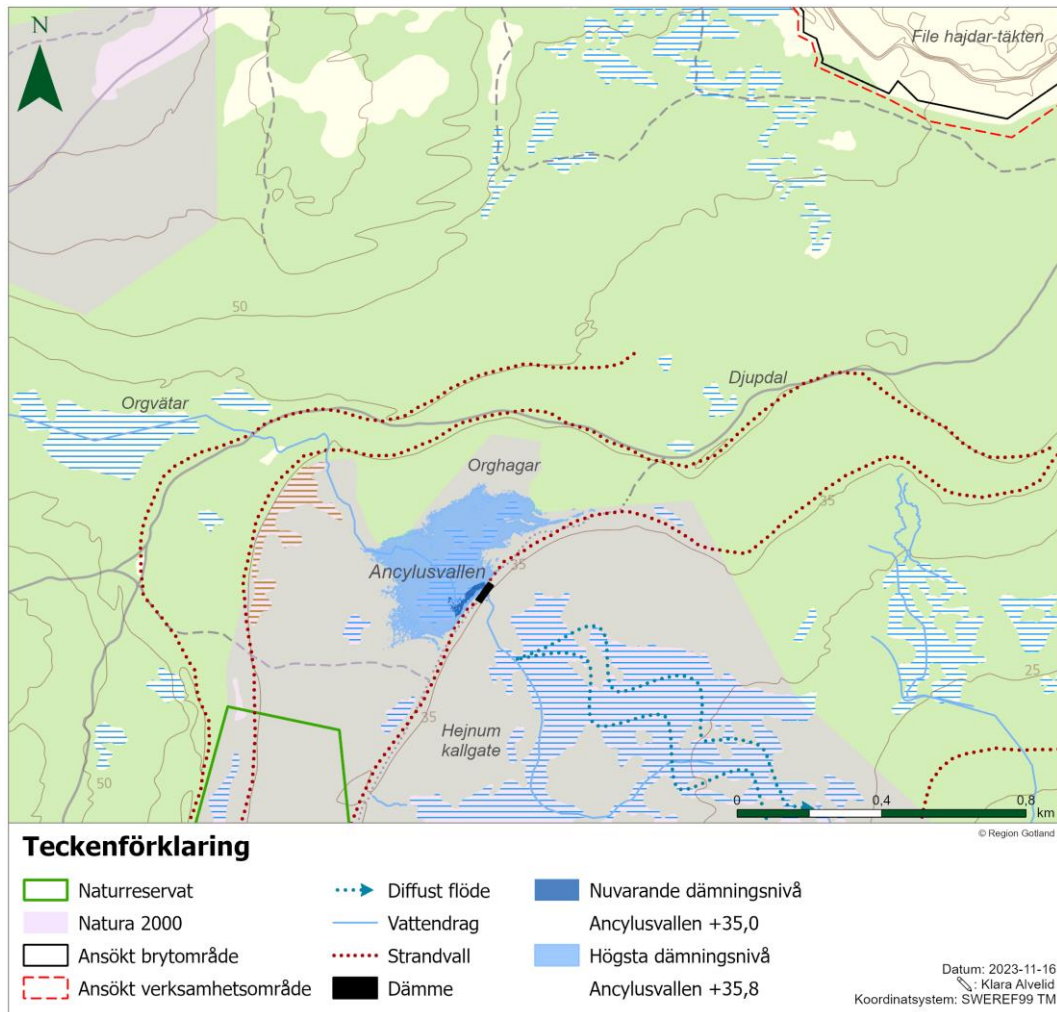 N
File hajdar-täkten
50
Orgvätar
Djupdal
Orghagar
35
35
Ancylusvallen
25
35
Hejnum
kallgate
50
0 0,4 0,8
km
© Region Gotland
Teckenförklaring
Naturreservat
Natura 2000
Ansökt brytområde
Ansökt verksamhetsområde
Diffust flöde
Vattendrag
Strandvall
Dämme
Nuvarande dämningsnivå
Ancylusvallen +35,0
Högsta dämningsnivå
Ancylusvallen +35,8
Datum: 2023-11-16
: Klara Alvelid
Koordinatsystem: SWEREF99 TM